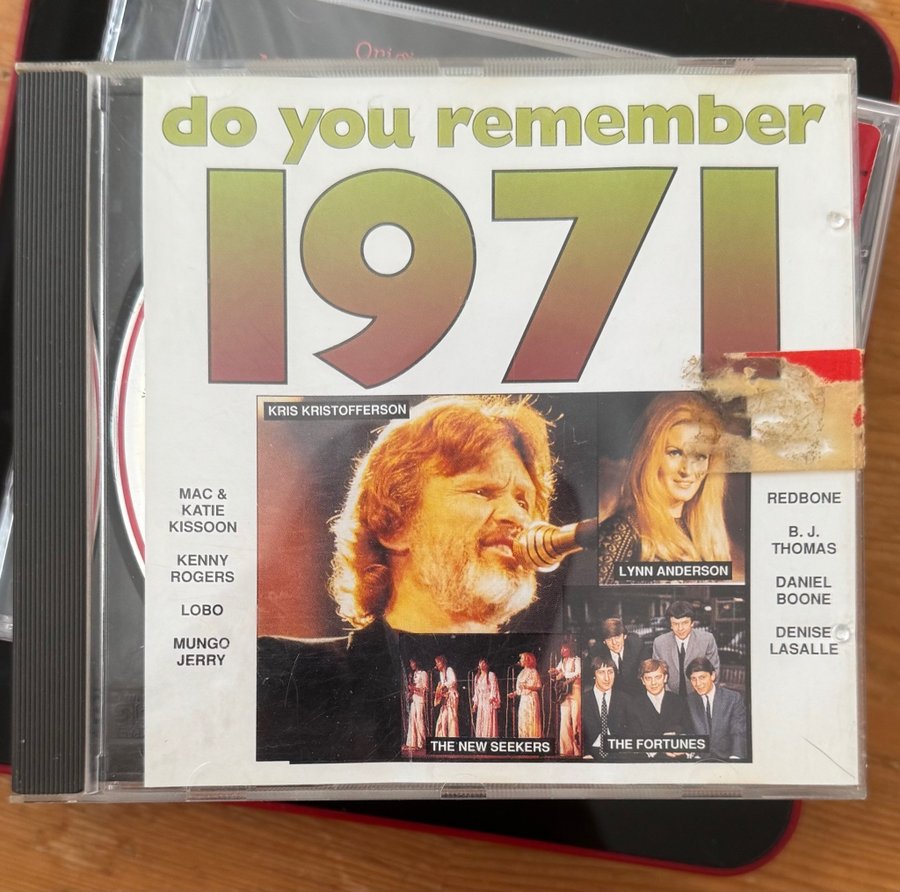 do you remember
1971
KRIS KRISTOFFERSON
MAC &
KATIE
KISSOON
KENNY
ROGERS
LOBO
MUNGO
JERRY
LYNN ANDERSON
THE NEW SEEKERS
THE FORTUNES
REDBONE
B. J.
THOMAS
DANIEL
BOONE
DENISE
LASALLE